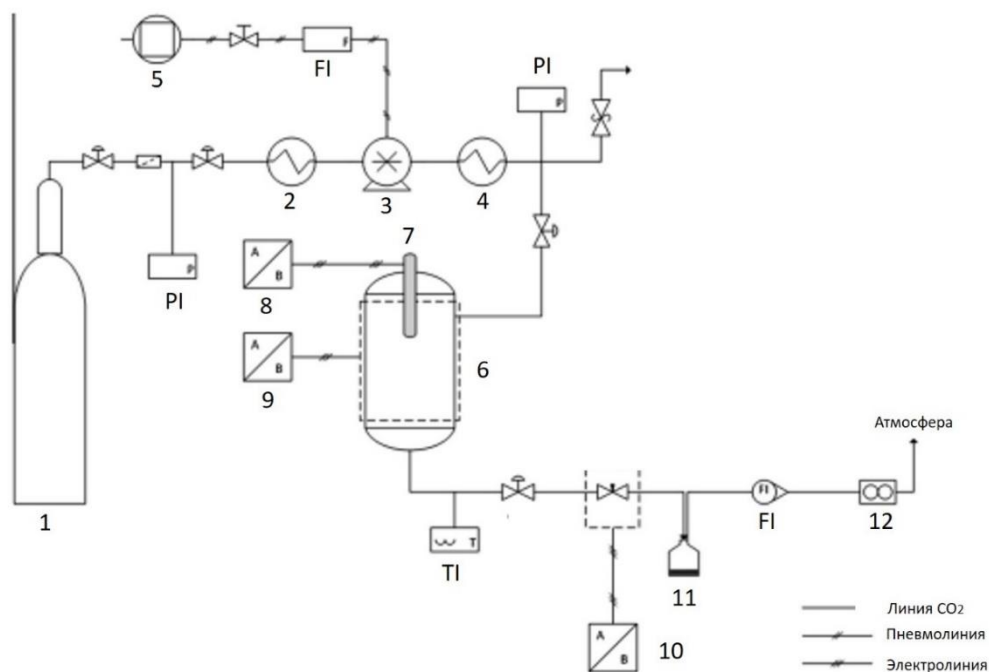 F
5
FI
PI
P
2
3
4
7
P
PI
A
B
8
A
B
9
6
Атмосфера
1
FI
FI
12
T
TI
11
A
B
10
Линия CO2
Пневмолиния
Электролиния